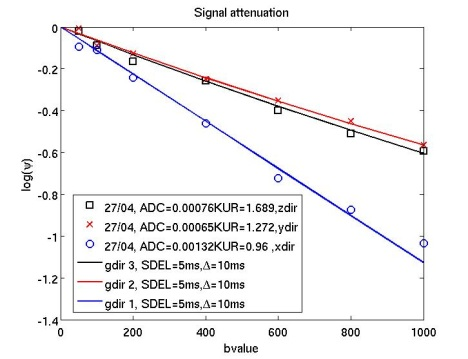 Signal attenuation
0
-0.2
-0.4
-0.6
-0.8
-1
-1.2
-1.4
log(ψ)
27/04, ADC=0.00076KUR=1.689,zdir
27/04, ADC=0.00065KUR=1.272,ydir
27/04, ADC=0.00132KUR=0.96 ,xdir
gdir 3, SDEL=5ms,Δ=10ms
gdir 2, SDEL=5ms,Δ=10ms
gdir 1, SDEL=5ms,Δ=10ms
0 200 400 600 800 1000
bvalue